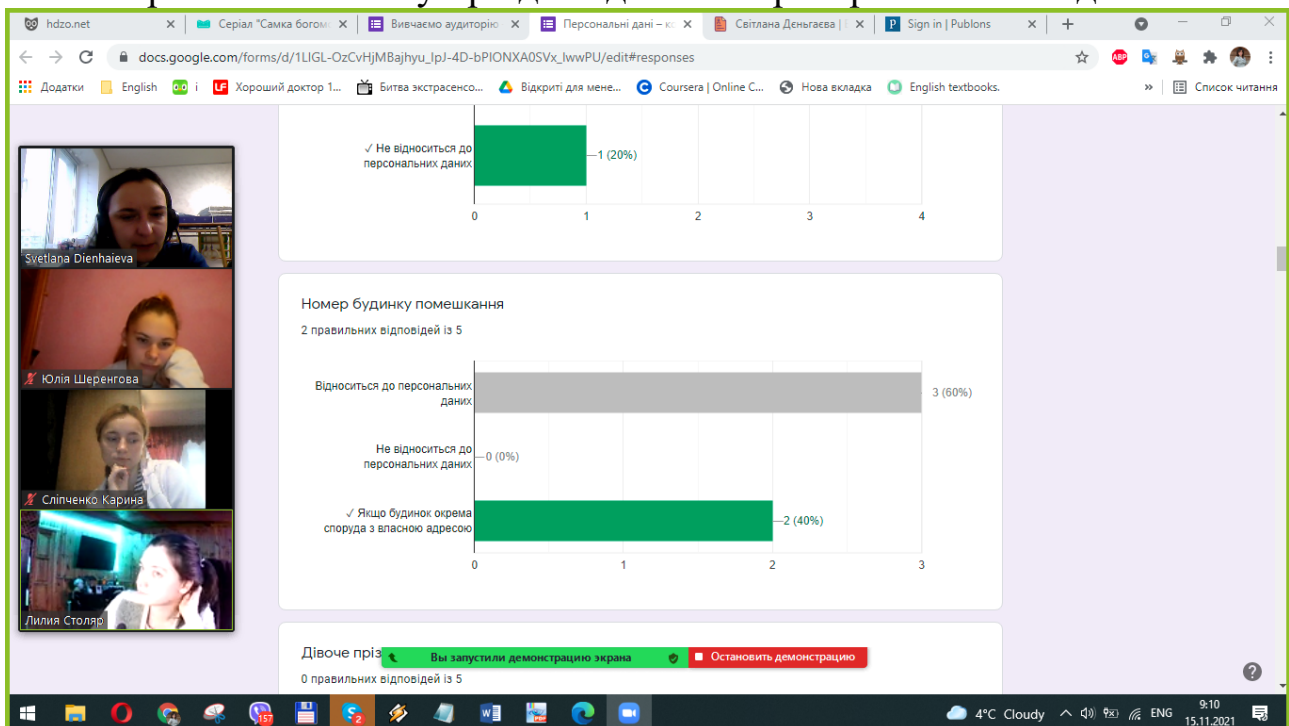 hdzo.net
Серіал "Самка богом
Вивчаємо аудиторію
Персональні дані – ко
Світлана Дєньгаєва |
Sign in | Publons
docs.google.com/forms/d/1LIGL-OzCvHjMBajhyu_lpJ-4D-bPIONXA0SVx_lwwPU/edit#responses
Додатки
English
і
Хороший доктор 1...
Битва экстрасенсо...
Відкриті для мене...
Coursera | Online C...
Нова вкладка
English textbooks.
»
Список читання
✓ Не відноситься до
персональних даних
1 (20%)
0 1 2 3 4
Svetlana Dienhaieva
Юлія Шеренгова
Сліпченко Карина
Лилия Столяр
Номер будинку помешкання
2 правильних відповідей із 5
Відноситься до персональних
даних
3 (60%)
Не відноситься до
персональних даних
0 (0%)
✓ Якщо будинок окрема
споруда з власною адресою
2 (40%)
0 1 2 3
Дівоче пріз
0 правильних відповідей із 5
Вы запустили демонстрацию экрана
Остановить демонстрацию
157
2
4°C Cloudy
ENG
9:10
15.11.2021